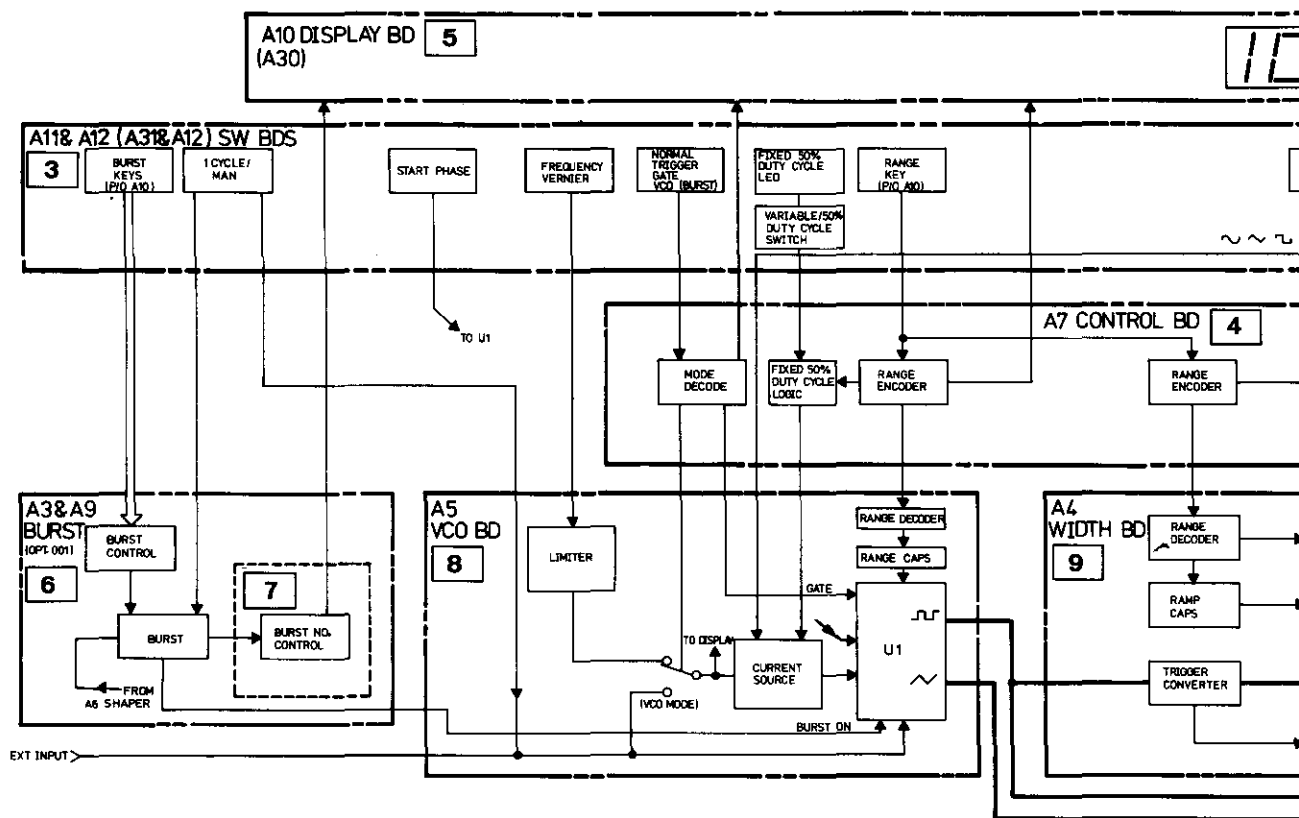 A10 DISPLAY BD
(A30)
5
A11& A12 (A31&A12) SW BDS
3
BURST
KEYS
(P/O A10)
1 CYCLE/
MAN
START PHASE
FREQUENCY
VERNIER
NORMAL
TRIGGER
GATE
VCO (BURST)
FIXED 50%
DUTY CYCLE
LED
VARIABLE/50%
DUTY CYCLE
SWITCH
RANGE
KEY
(P/O A10)
TO U1
A7 CONTROL BD
4
MODE
DECODE
FIXED 50%
DUTY CYCLE
LOGIC
RANGE
ENCODER
RANGE
ENCODER
A3&A9
BURST
(OPT 001)
6
BURST
CONTROL
BURST
7
BURST NO.
CONTROL
FROM
A6 SHAPER
A5
VCO BD
8
LIMITER
RANGE DECODER
RANGE CAPS
GATE
TO DISPLAY
CURRENT
SOURCE
U1
(VCO MODE)
BURST ON
EXT INPUT
A4
WIDTH BD
9
RANGE
DECODER
RAMP
CAPS
TRIGGER
CONVERTER